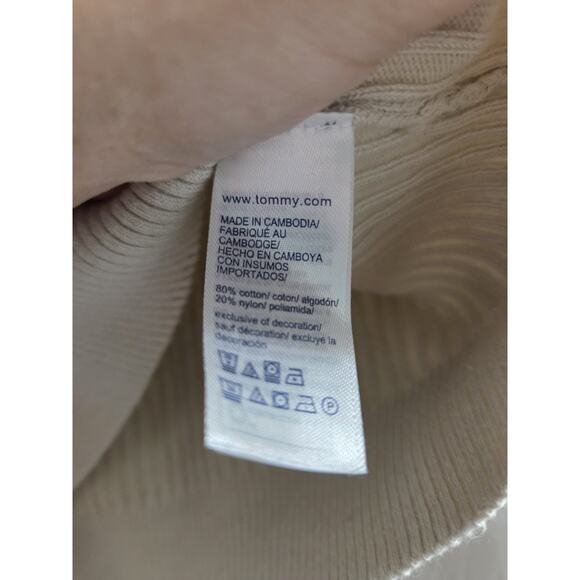 www.tommy.com
MADE IN CAMBODIA/
FABRIQUÉ AU
CAMBODGE/
HECHO EN CAMBOYA
CON INSUMOS
IMPORTADOS/
80% cotton/ coton/ algodón/
20% nylon/ poliamida/
exclusive of decoration/
sauf décoration/ excluye la
decoración
P